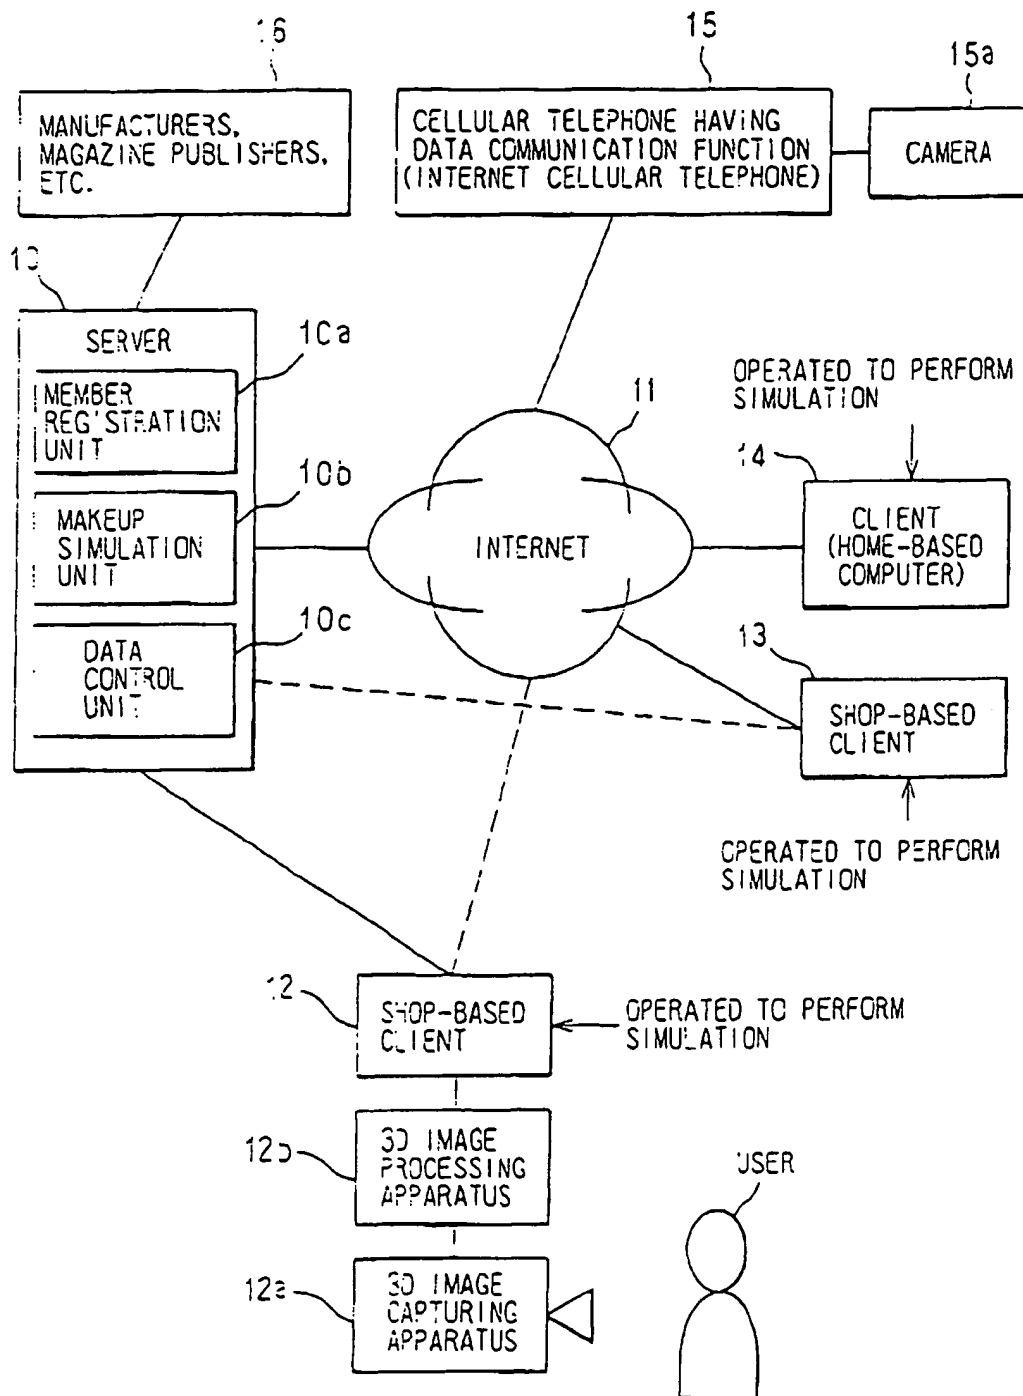 16
MANUFACTURERS,
MAGAZINE PUBLISHERS,
ETC.
15
CELLULAR TELEPHONE HAVING
DATA COMMUNICATION FUNCTION
(INTERNET CELLULAR TELEPHONE)
15a
CAMERA
10
SERVER
10a
MEMBER
REGISTRATION
UNIT
10b
MAKEUP
SIMULATION
UNIT
10c
DATA
CONTROL
UNIT
11
INTERNET
OPERATED TO PERFORM
SIMULATION
14
CLIENT
(HOME-BASED
COMPUTER)
13
SHOP-BASED
CLIENT
OPERATED TO PERFORM
SIMULATION
12
SHOP-BASED
CLIENT
OPERATED TO PERFORM
SIMULATION
12b
3D IMAGE
PROCESSING
APPARATUS
12a
3D IMAGE
CAPTURING
APPARATUS
USER